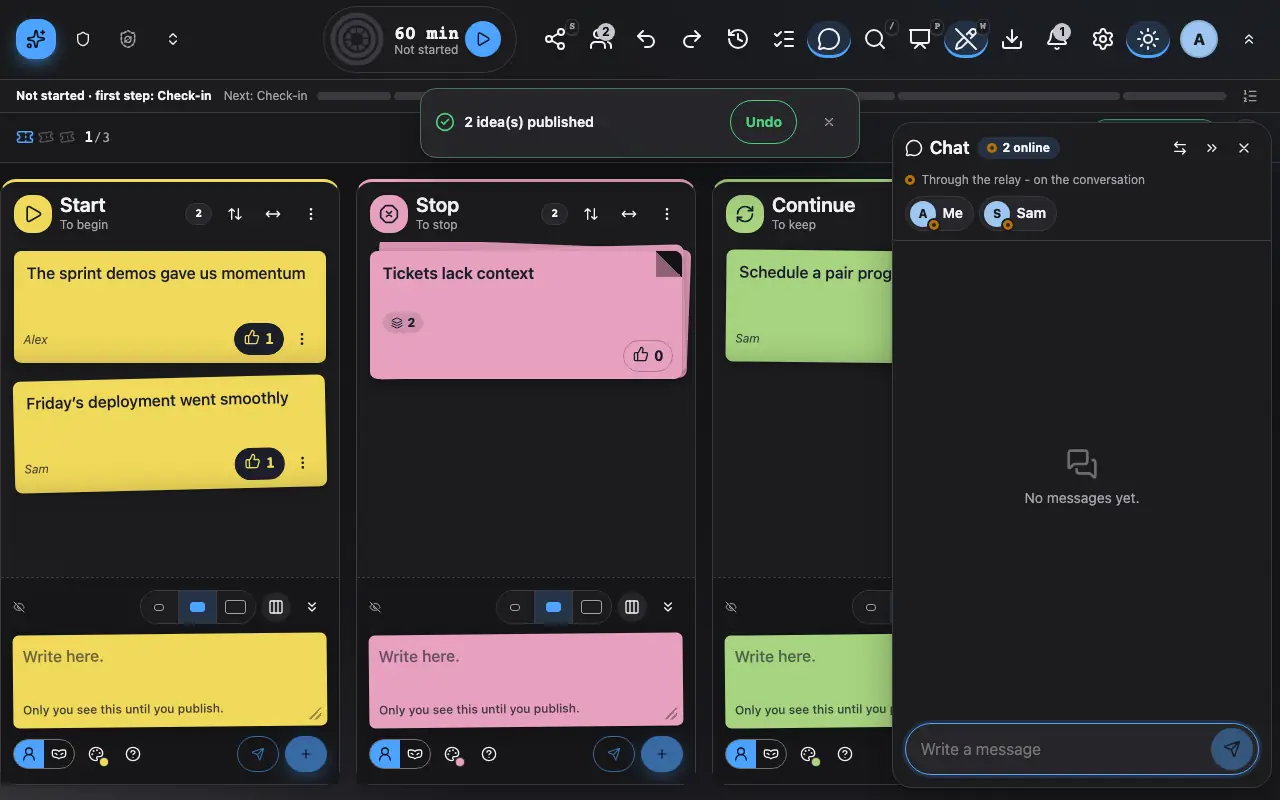 60 min
Not started
S
2
/
P
W
1
A
Not started · first step: Check-in
Next: Check-in
1/3
2 idea(s) published
Undo
Chat
2 online
Through the relay - on the conversation
A
Me
S
Sam
Start
To begin
2
Stop
To stop
2
Continue
To keep
The sprint demos gave us momentum
Alex
1
Friday's deployment went smoothly
Sam
1
Tickets lack context
2
0
Schedule a pair prog
Sam
No messages yet.
Write here.
Only you see this until you publish.
Write here.
Only you see this until you publish.
Write here.
Only you see this until you
Write a message